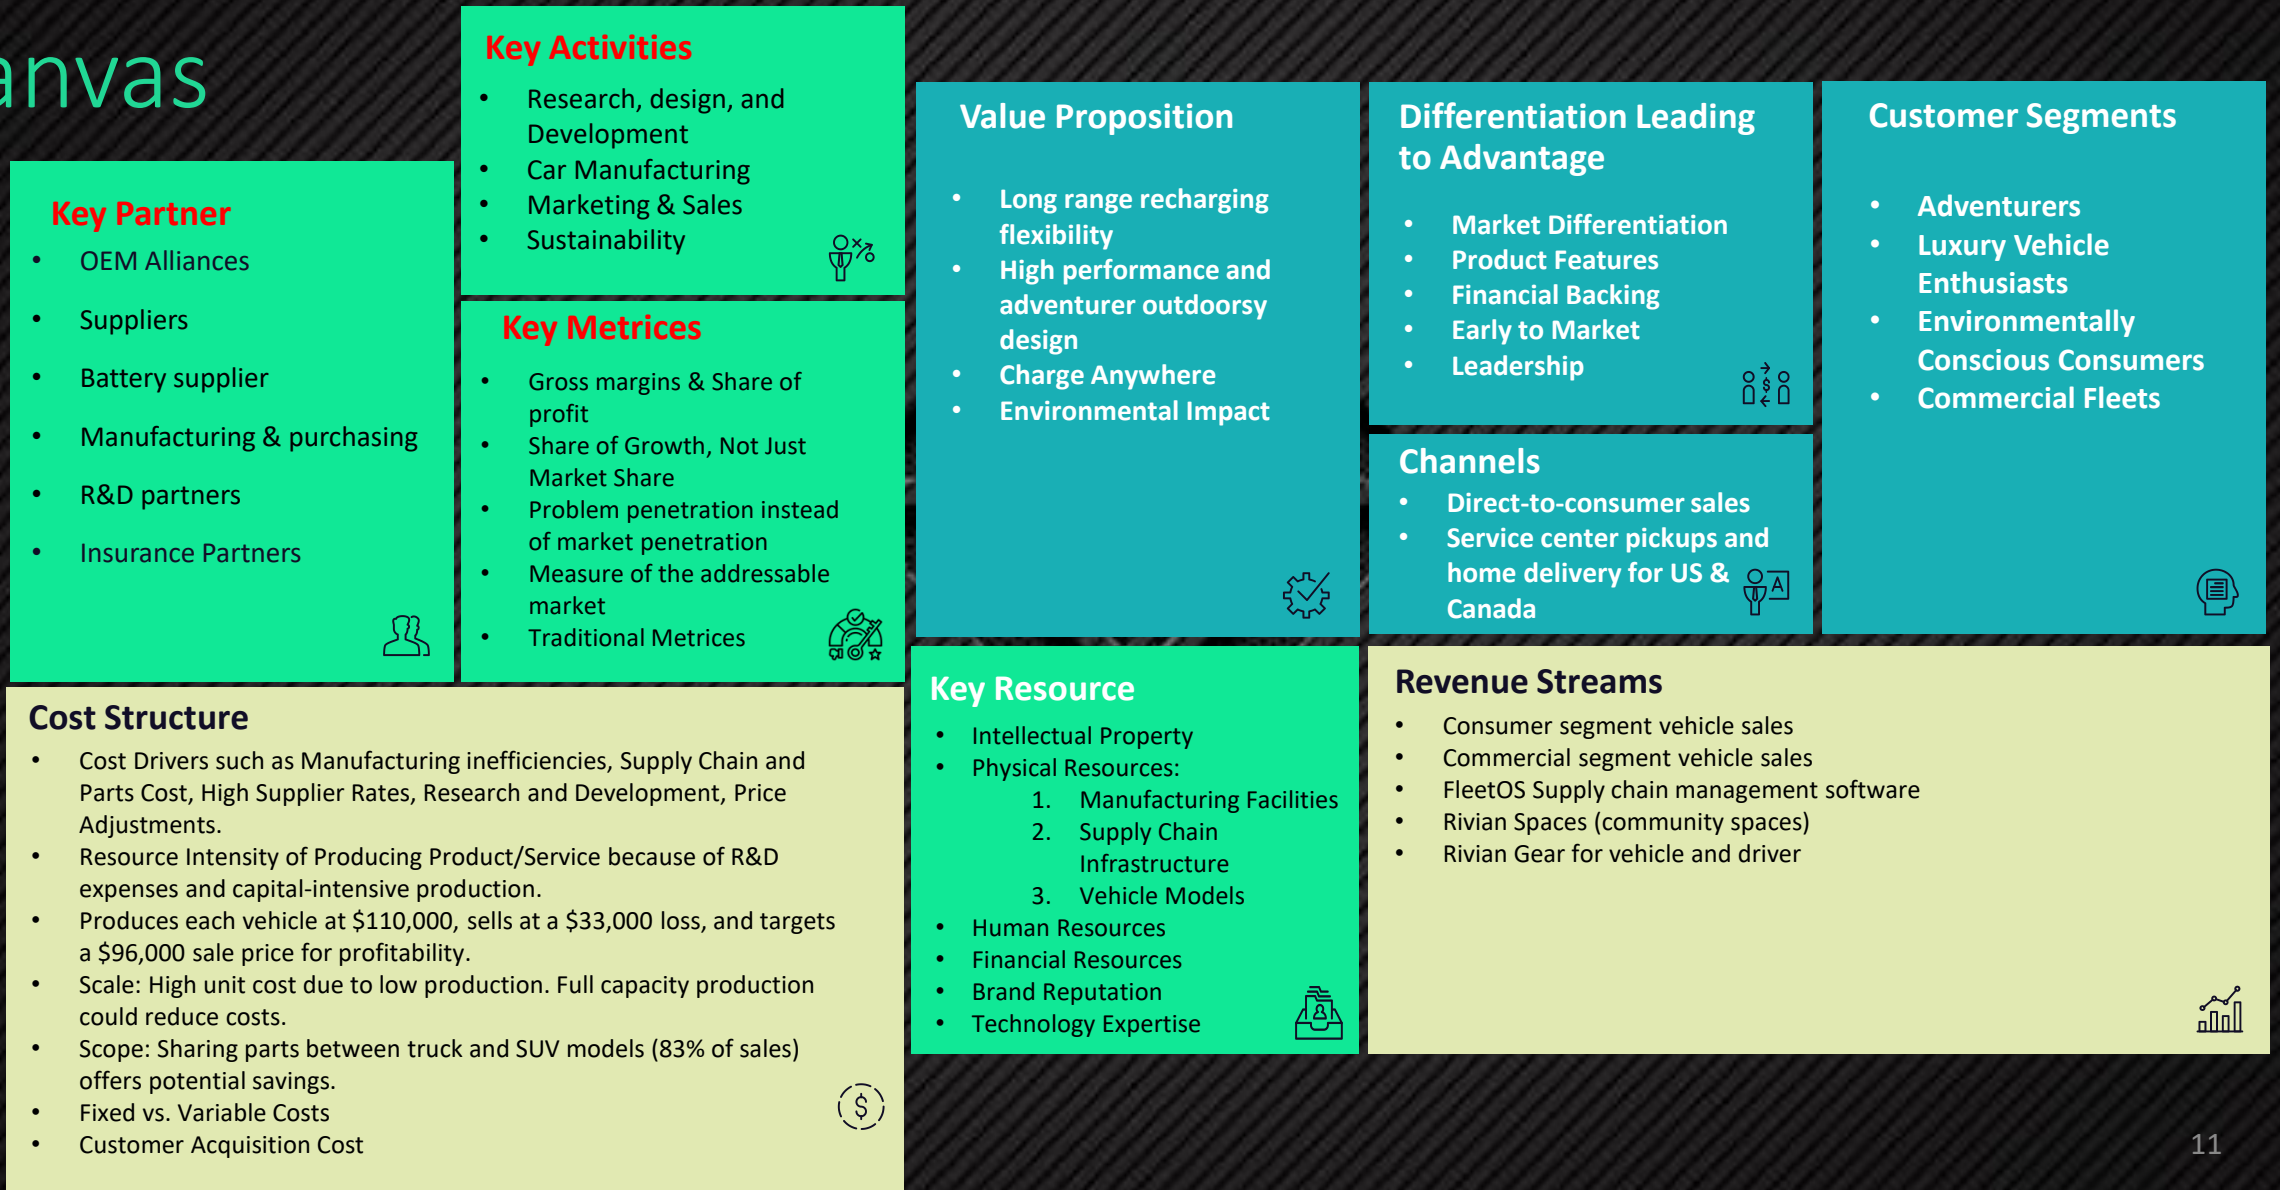 anvas
Key Activities
• Research, design, and
Development
• Car Manufacturing
• Marketing & Sales
• Sustainability
Key Partner
• OEM Alliances
• Suppliers
• Battery supplier
• Manufacturing & purchasing
• R&D partners
• Insurance Partners
Key Metrices
• Gross margins & Share of
profit
• Share of Growth, Not Just
Market Share
• Problem penetration instead
of market penetration
• Measure of the addressable
market
• Traditional Metrices
Value Proposition
• Long range recharging
flexibility
• High performance and
adventurer outdoorsy
design
• Charge Anywhere
• Environmental Impact
Differentiation Leading
to Advantage
• Market Differentiation
• Product Features
• Financial Backing
• Early to Market
• Leadership
Channels
• Direct-to-consumer sales
• Service center pickups and
home delivery for US &
Canada
A
Customer Segments
• Adventurers
• Luxury Vehicle
Enthusiasts
• Environmentally
Conscious Consumers
• Commercial Fleets
Cost Structure
• Cost Drivers such as Manufacturing inefficiencies, Supply Chain and
Parts Cost, High Supplier Rates, Research and Development, Price
Adjustments.
• Resource Intensity of Producing Product/Service because of R&D
expenses and capital-intensive production.
• Produces each vehicle at $110,000, sells at a $33,000 loss, and targets
a $96,000 sale price for profitability.
• Scale: High unit cost due to low production. Full capacity production
could reduce costs.
• Scope: Sharing parts between truck and SUV models (83% of sales)
offers potential savings.
• Fixed vs. Variable Costs
• Customer Acquisition Cost
Key Resource
• Intellectual Property
• Physical Resources:
1. Manufacturing Facilities
2. Supply Chain
Infrastructure
3. Vehicle Models
• Human Resources
• Financial Resources
• Brand Reputation
• Technology Expertise
Revenue Streams
• Consumer segment vehicle sales
• Commercial segment vehicle sales
• FleetOS Supply chain management software
• Rivian Spaces (community spaces)
• Rivian Gear for vehicle and driver
11